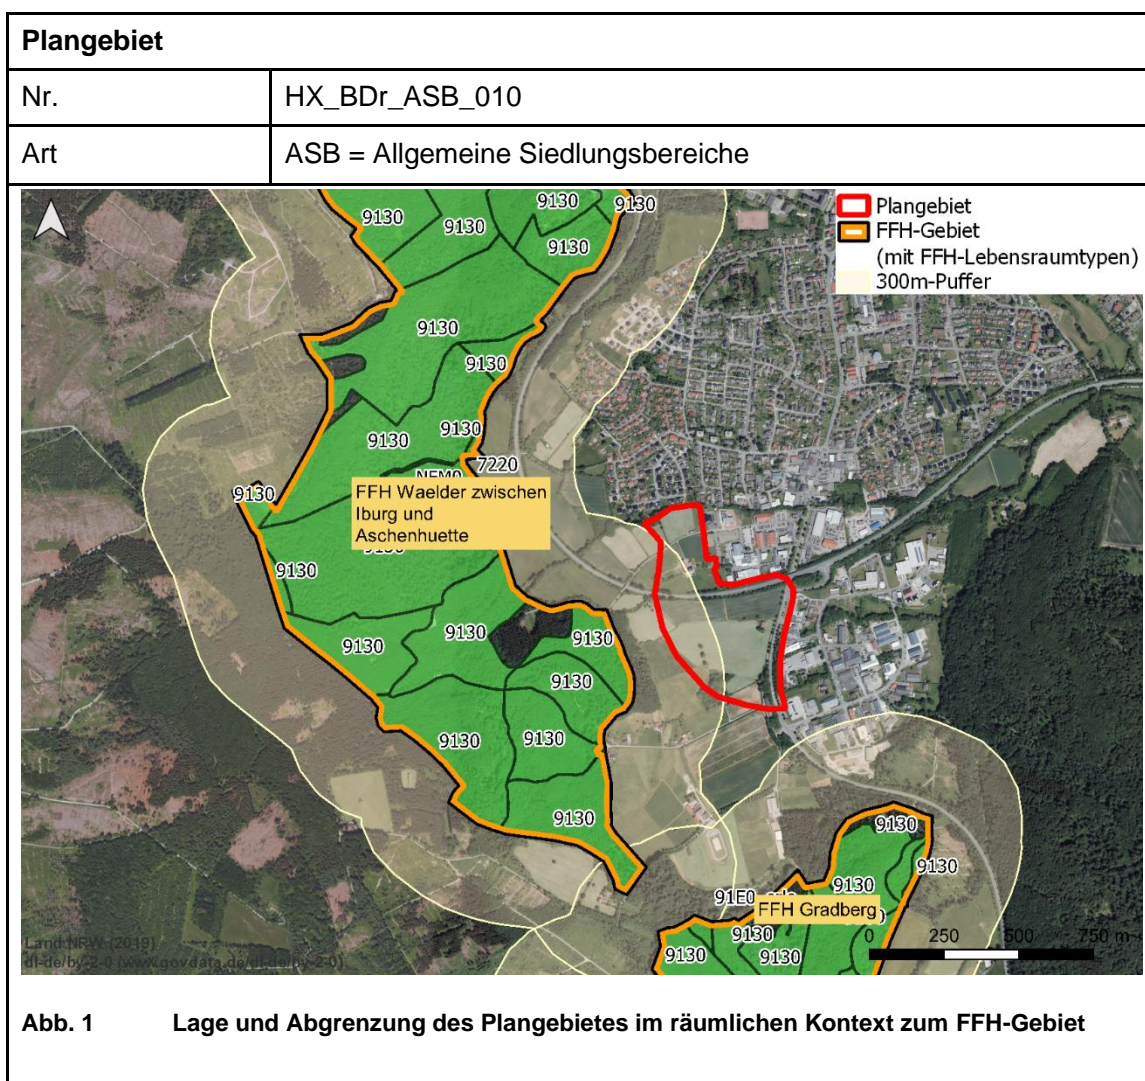 Plangebiet
Nr. HX_BDr_ASB_010
Art ASB = Allgemeine Siedlungsbereiche
Plangebiet
FFH-Gebiet
(mit FFH-Lebensraumtypen)
300m-Puffer
9130
9130
9130
9130
9130
9130
9130
9130
9130
7220
9130
FFH Waelder zwischen
Iburg und
Aschenhuette
9130
9130
9130
9130
9130
9130
9130
9130
9130
9130
9130
91E0
FFH Gradberg
9130
9130
9130
0 250 500 750 m
Land NRW (2019)
dl-de/by-2-0 (www.govdata.de/dl-de/by-2-0)
Abb. 1 Lage und Abgrenzung des Plangebietes im räumlichen Kontext zum FFH-Gebiet